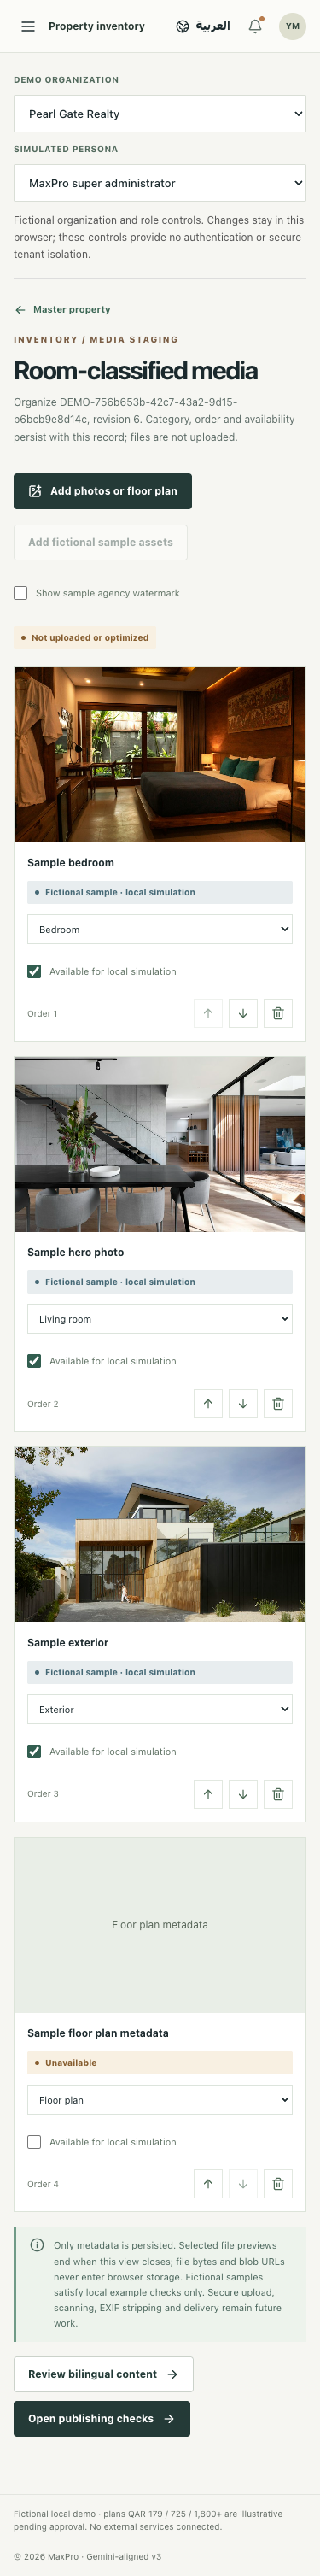 Property inventory
العربية
YM
DEMO ORGANIZATION
Pearl Gate Realty
SIMULATED PERSONA
MaxPro super administrator
Fictional organization and role controls. Changes stay in this
browser; these controls provide no authentication or secure
tenant isolation.
Master property
INVENTORY / MEDIA STAGING
Room-classified media
Organize DEMO-756b653b-42c7-43a2-9d15-
b6bcb9e8d14c, revision 6. Category, order and availability
persist with this record; files are not uploaded.
Add photos or floor plan
Add fictional sample assets
Show sample agency watermark
Not uploaded or optimized
Sample bedroom
Fictional sample · local simulation
Bedroom
Available for local simulation
Order 1
Sample hero photo
Fictional sample · local simulation
Living room
Available for local simulation
Order 2
Sample exterior
Fictional sample · local simulation
Exterior
Available for local simulation
Order 3
Floor plan metadata
Sample floor plan metadata
Unavailable
Floor plan
Available for local simulation
Order 4
Only metadata is persisted. Selected file previews
end when this view closes; file bytes and blob URLs
never enter browser storage. Fictional samples
satisfy local example checks only. Secure upload,
scanning, EXIF stripping and delivery remain future
work.
Review bilingual content
Open publishing checks
Fictional local demo · plans QAR 179 / 725 / 1,800+ are illustrative
pending approval. No external services connected.
© 2026 MaxPro · Gemini-aligned v3